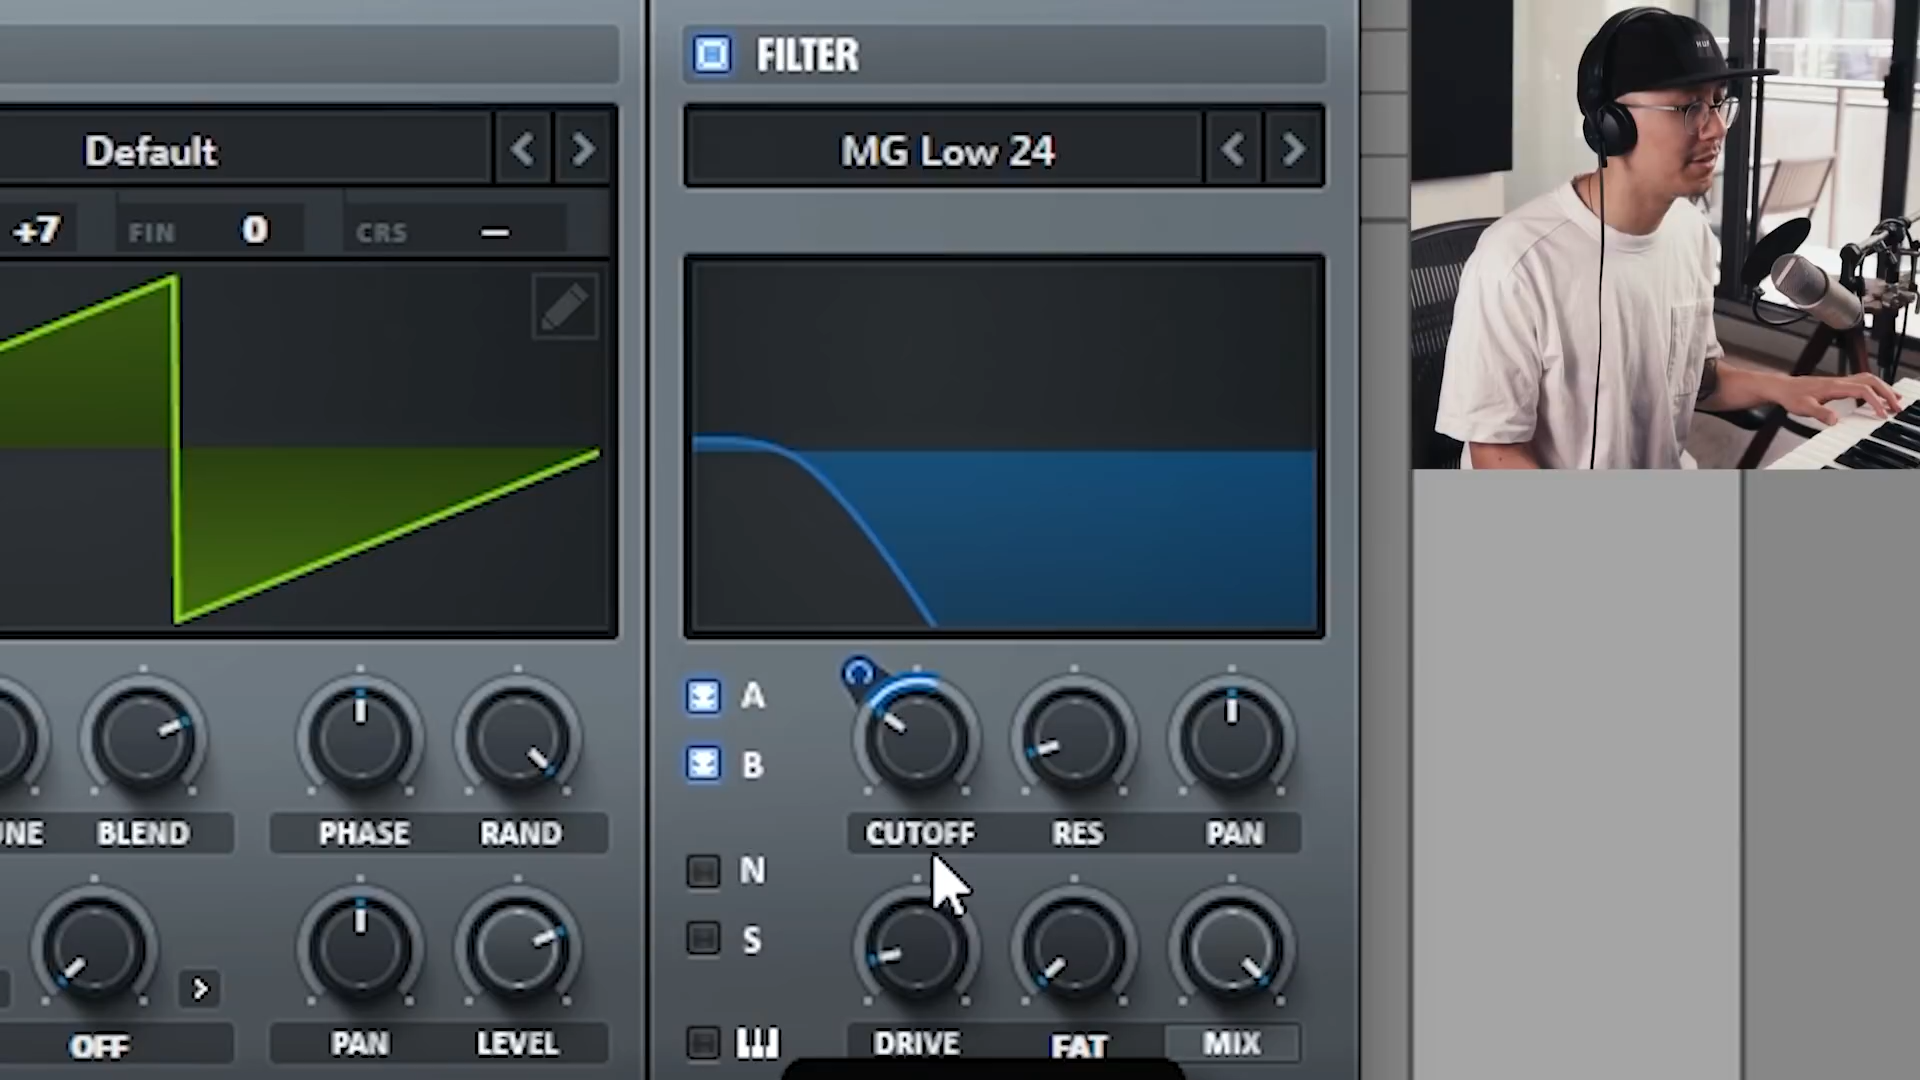 FILTER
Default
MG Low 24
+7 FIN 0 CRS –
A
B
BLEND PHASE RAND
CUTOFF RES PAN
N
S
OFF PAN LEVEL
DRIVE FAT MIX
HUF